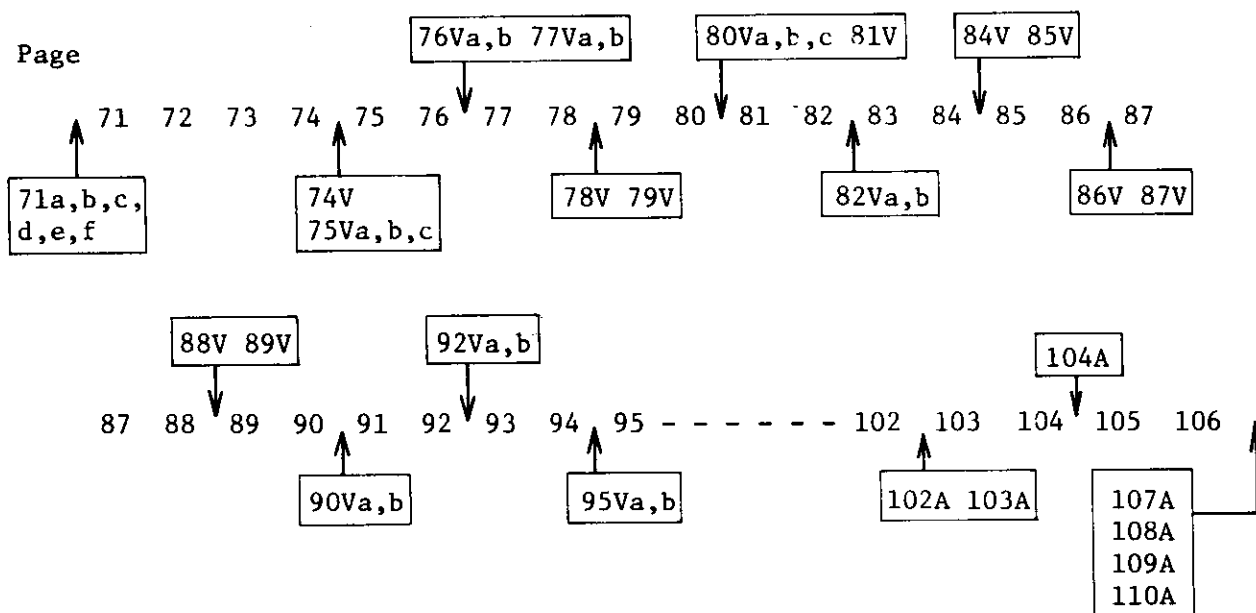 76Va,b 77Va,b 80Va,b,c 81V 84V 85V
Page
71 72 73 74 75 76 77 78 79 80 81 82 83 84 85 86 87
71a,b,c, 74V 78V 79V 82Va,b 86V 87V
d,e,f 75Va,b,c
88V 89V 92Va,b 104A
87 88 89 90 91 92 93 94 95 - - - - - - 102 103 104 105 106
90Va,b 95Va,b 102A 103A 107A
108A
109A
110A